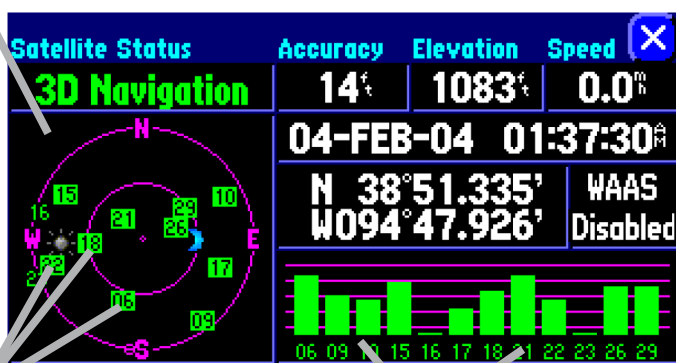 Satellite Status Accuracy Elevation Speed X
3D Navigation 14ft 1083ft 0.0mh
04-FEB-04 01:37:30AM
N 38°51.335'
W094°47.926'
WAAS
Disabled
N
15 10
16 29
21 26
W 18 E
22 17
06
09
S
06 09 10 15 16 17 18 21 22 23 26 29